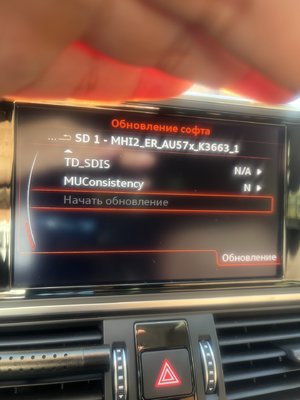 Обновление софта
... SD 1 - MHI2_ER_AU57x_K3663_1
TD_SDIS N/A
MUConsistency N
Начать обновление
Обновление